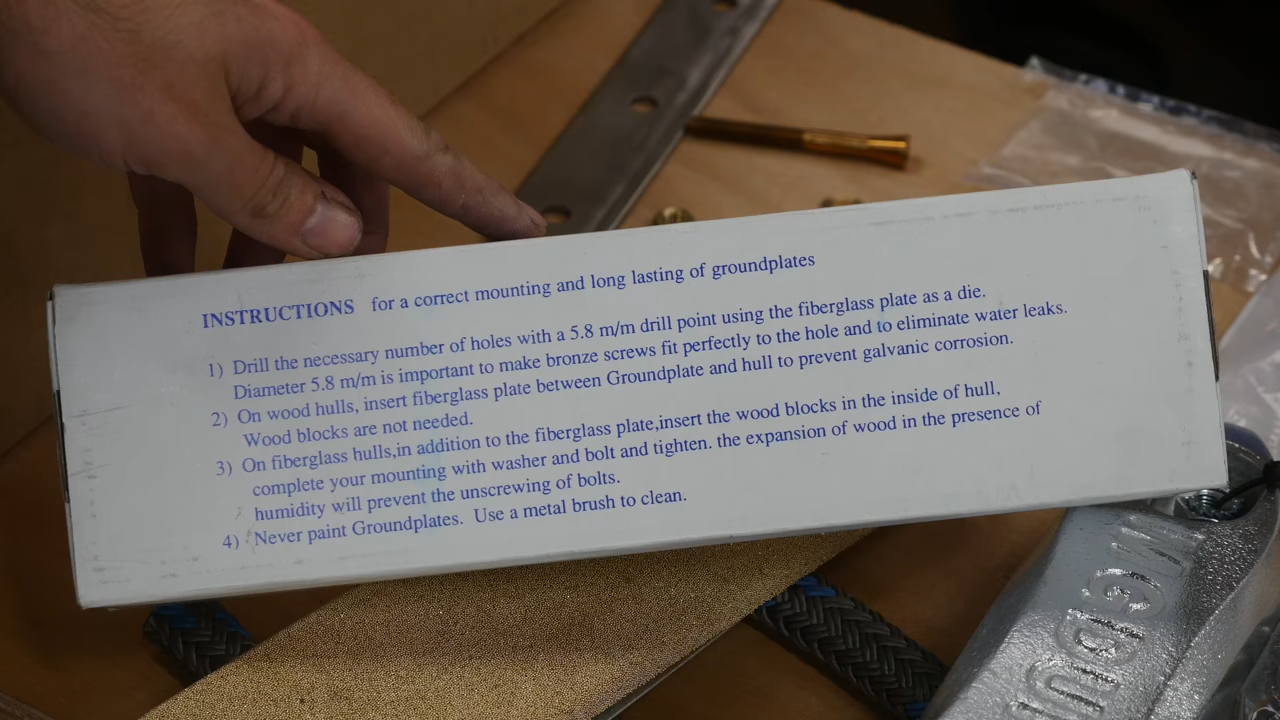 INSTRUCTIONS for a correct mounting and long lasting of groundplates
1) Drill the necessary number of holes with a 5.8 m/m drill point using the fiberglass plate as a die.
Diameter 5.8 m/m is important to make bronze screws fit perfectly to the hole and to eliminate water leaks.
2) On wood hulls, insert fiberglass plate between Groundplate and hull to prevent galvanic corrosion.
Wood blocks are not needed.
3) On fiberglass hulls,in addition to the fiberglass plate,insert the wood blocks in the inside of hull,
complete your mounting with washer and bolt and tighten. the expansion of wood in the presence of
humidity will prevent the unscrewing of bolts.
4) Never paint Groundplates. Use a metal brush to clean.